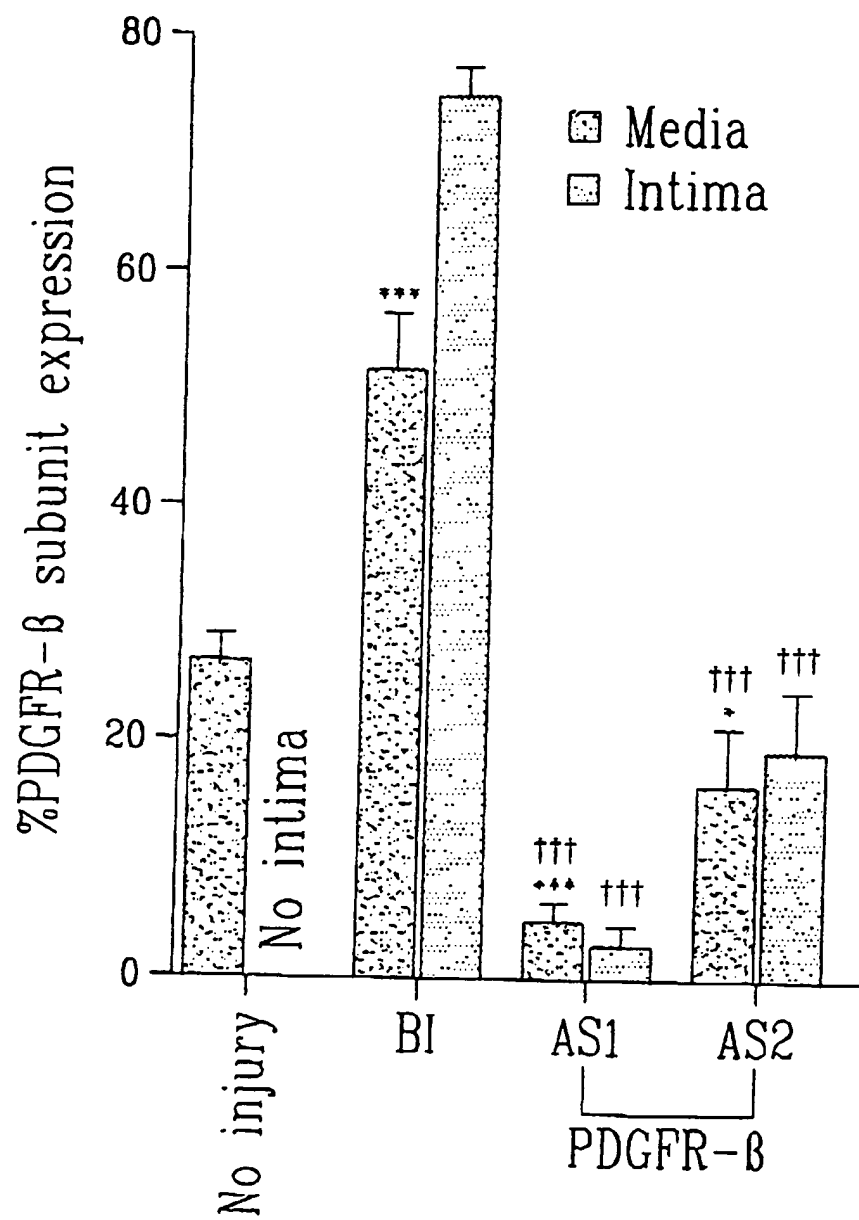 80
60
40
20
0
%PDGFR-β subunit expression
Media
Intima
***
†††
***
†††
†††
*
†††
No intima
No injury
BI
AS1
AS2
PDGFR-β